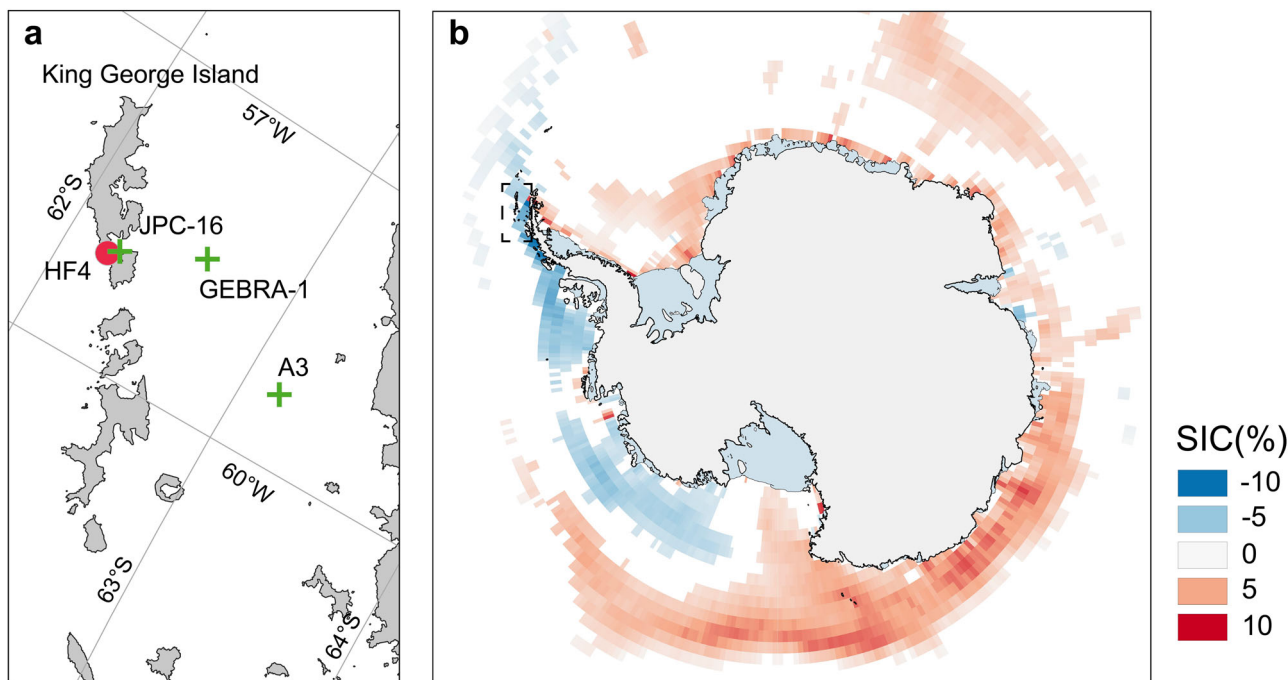 a
King George Island
57°W
62°S
JPC-16
HF4
GEBRA-1
A3
60°W
63°S
64°S
b
SIC(%)
-10
-5
0
5
10